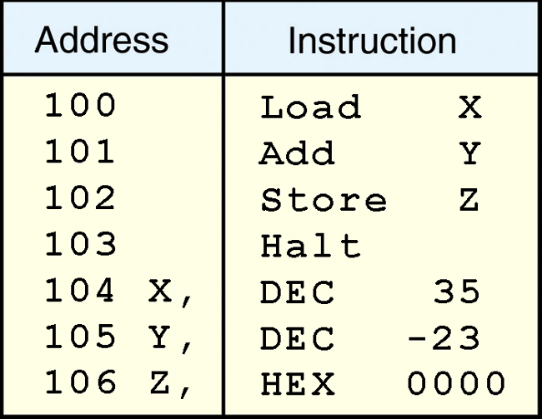 Address Instruction
100 Load X
101 Add Y
102 Store Z
103 Halt
104 X, DEC 35
105 Y, DEC -23
106 Z, HEX 0000